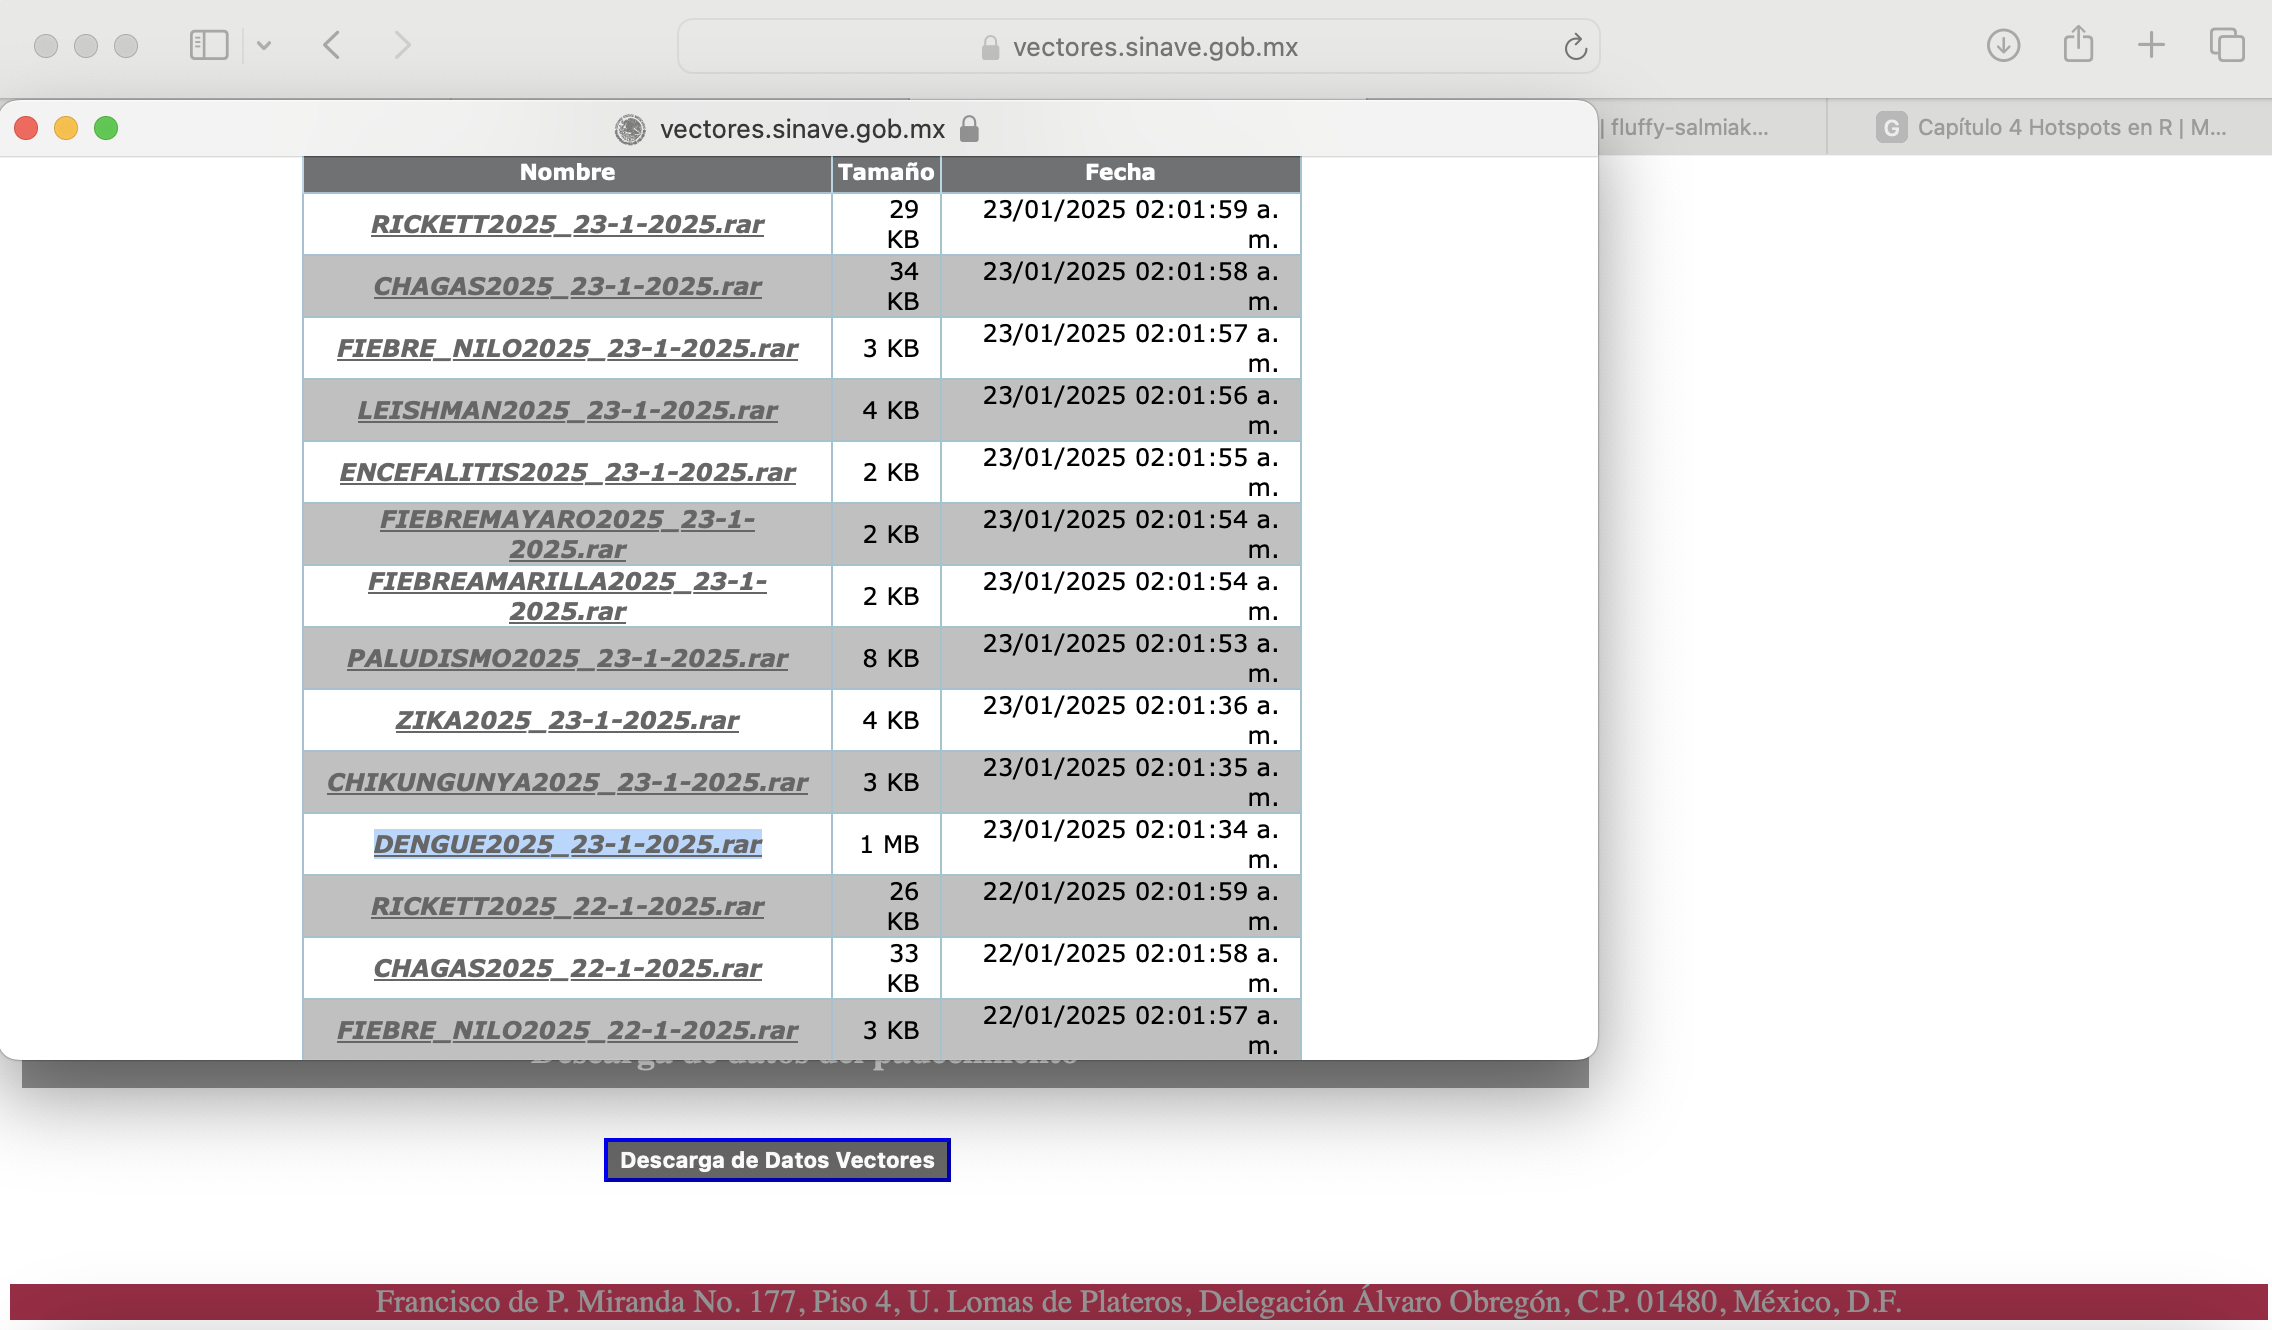 vectores.sinave.gob.mx
| fluffy-salmiak...
G Capítulo 4 Hotspots en R | M...
vectores.sinave.gob.mx
Nombre Tamaño Fecha
RICKETT2025_23-1-2025.rar 29 KB 23/01/2025 02:01:59 a. m.
CHAGAS2025_23-1-2025.rar 34 KB 23/01/2025 02:01:58 a. m.
FIEBRE_NILO2025_23-1-2025.rar 3 KB 23/01/2025 02:01:57 a. m.
LEISHMAN2025_23-1-2025.rar 4 KB 23/01/2025 02:01:56 a. m.
ENCEFALITIS2025_23-1-2025.rar 2 KB 23/01/2025 02:01:55 a. m.
FIEBREMAYARO2025_23-1-2025.rar 2 KB 23/01/2025 02:01:54 a. m.
FIEBREAMARILLA2025_23-1-2025.rar 2 KB 23/01/2025 02:01:54 a. m.
PALUDISMO2025_23-1-2025.rar 8 KB 23/01/2025 02:01:53 a. m.
ZIKA2025_23-1-2025.rar 4 KB 23/01/2025 02:01:36 a. m.
CHIKUNGUNYA2025_23-1-2025.rar 3 KB 23/01/2025 02:01:35 a. m.
DENGUE2025_23-1-2025.rar 1 MB 23/01/2025 02:01:34 a. m.
RICKETT2025_22-1-2025.rar 26 KB 22/01/2025 02:01:59 a. m.
CHAGAS2025_22-1-2025.rar 33 KB 22/01/2025 02:01:58 a. m.
FIEBRE_NILO2025_22-1-2025.rar 3 KB 22/01/2025 02:01:57 a. m.
Descarga de datos del padecimiento
Descarga de Datos Vectores
Francisco de P. Miranda No. 177, Piso 4, U. Lomas de Plateros, Delegación Álvaro Obregón, C.P. 01480, México, D.F.